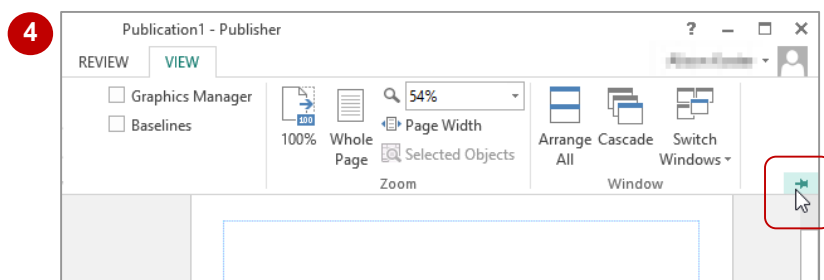 4
Publication1 - Publisher ?
REVIEW VIEW
Graphics Manager
Baselines
100
100%
Whole
Page
54%
Page Width
Selected Objects
Zoom
Arrange
All
Cascade
Switch
Windows
Window